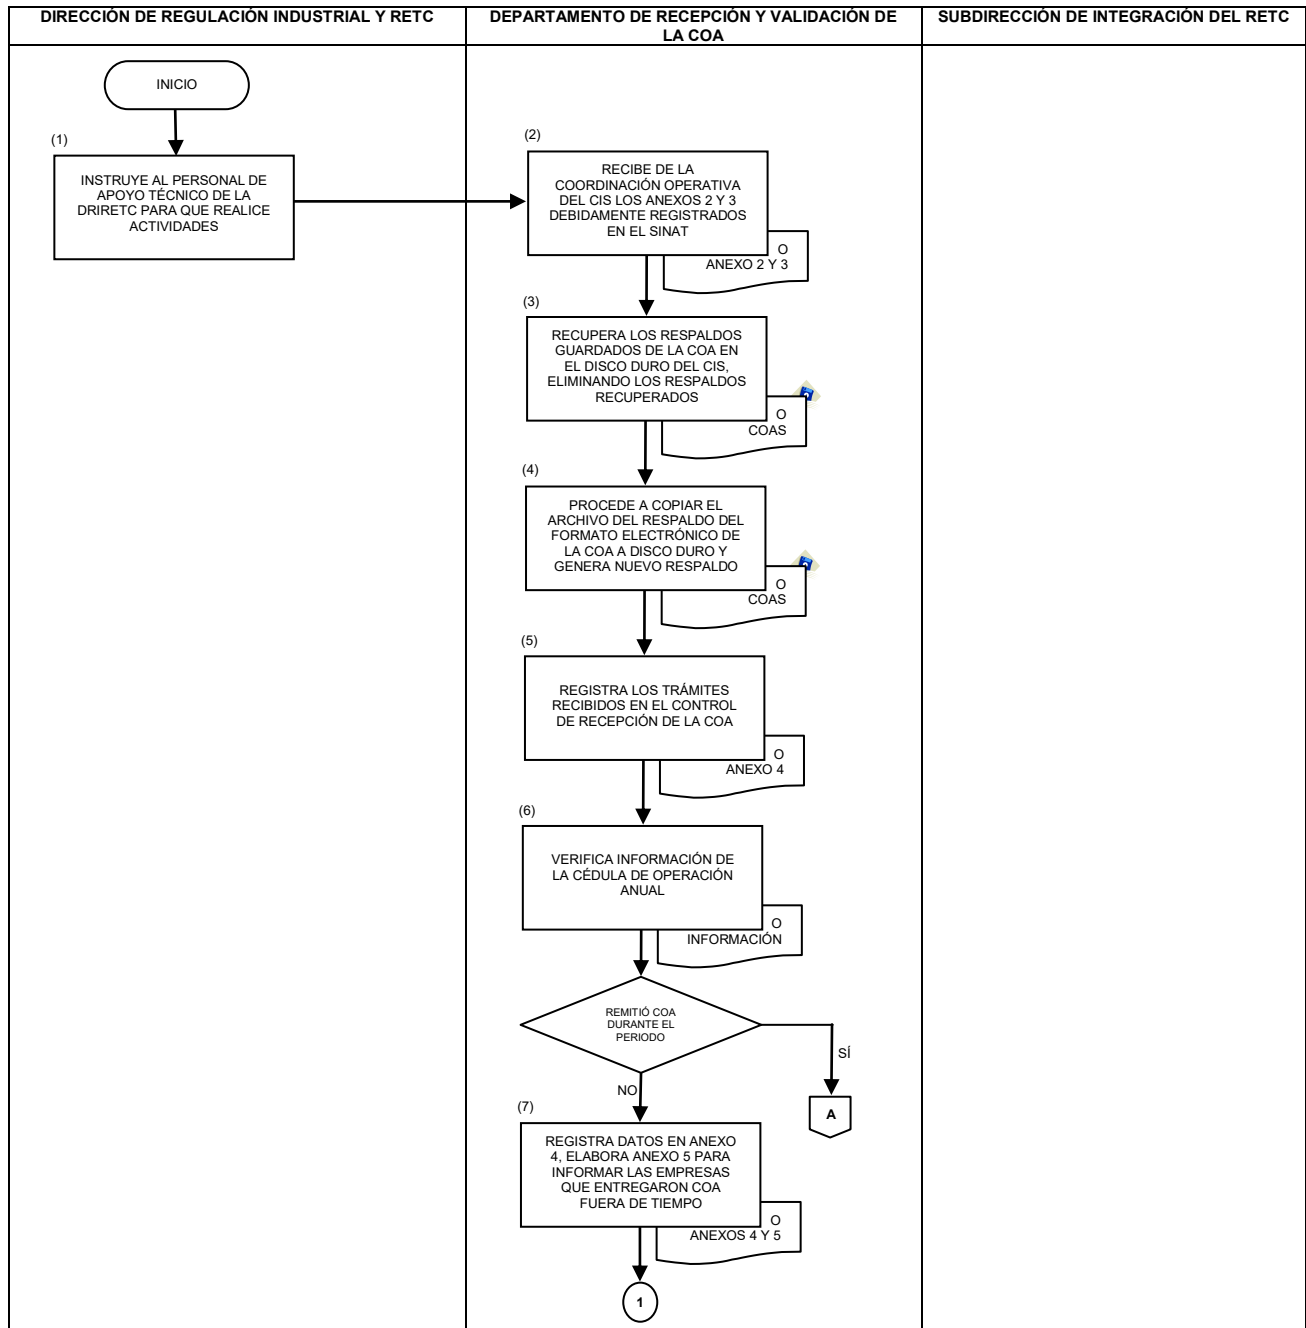 DIRECCIÓN DE REGULACIÓN INDUSTRIAL Y RETC
DEPARTAMENTO DE RECEPCIÓN Y VALIDACIÓN DE
LA COA
SUBDIRECCIÓN DE INTEGRACIÓN DEL RETC
INICIO
(1)
INSTRUYE AL PERSONAL DE
APOYO TÉCNICO DE LA
DRIRETC PARA QUE REALICE
ACTIVIDADES
(2)
RECIBE DE LA
COORDINACIÓN OPERATIVA
DEL CIS LOS ANEXOS 2 Y 3
DEBIDAMENTE REGISTRADOS
EN EL SINAT
O
ANEXO 2 Y 3
(3)
RECUPERA LOS RESPALDOS
GUARDADOS DE LA COA EN
EL DISCO DURO DEL CIS,
ELIMINANDO LOS RESPALDOS
RECUPERADOS
O
COAS
(4)
PROCEDE A COPIAR EL
ARCHIVO DEL RESPALDO DEL
FORMATO ELECTRÓNICO DE
LA COA A DISCO DURO Y
GENERA NUEVO RESPALDO
O
COAS
(5)
REGISTRA LOS TRÁMITES
RECIBIDOS EN EL CONTROL
DE RECEPCIÓN DE LA COA
O
ANEXO 4
(6)
VERIFICA INFORMACIÓN DE
LA CÉDULA DE OPERACIÓN
ANUAL
O
INFORMACIÓN
REMITIÓ COA
DURANTE EL
PERIODO
SÍ
NO
A
(7)
REGISTRA DATOS EN ANEXO
4, ELABORA ANEXO 5 PARA
INFORMAR LAS EMPRESAS
QUE ENTREGARON COA
FUERA DE TIEMPO
O
ANEXOS 4 Y 5
1